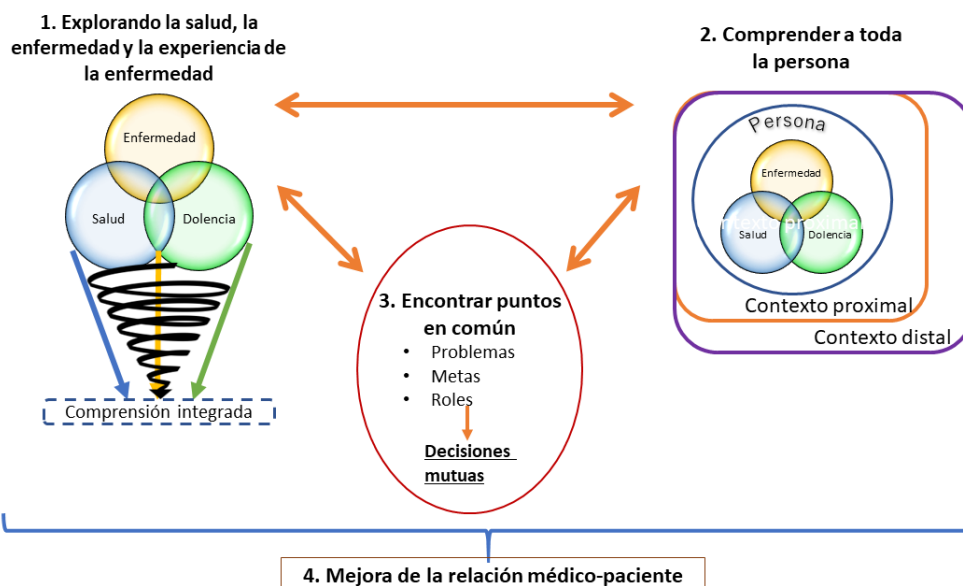 1. Explorando la salud, la
enfermedad y la experiencia de
la enfermedad
Enfermedad
Salud
Dolencia
Comprensión integrada
2. Comprender a toda
la persona
Persona
Enfermedad
Salud
Dolencia
Contexto proximal
Contexto distal
3. Encontrar puntos
en común
• Problemas
• Metas
• Roles
Decisiones
mutuas
4. Mejora de la relación médico-paciente